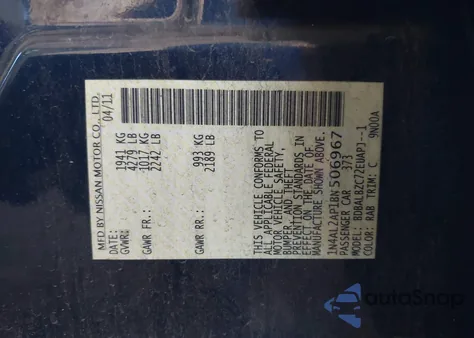 MFD BY NISSAN MOTOR CO., LTD.
04/11
GVWR: 1941 KG
4279 LB
GAWR FR.: 1017 KG
2242 LB
GAWR RR.: 993 KG
2189 LB
THIS VEHICLE CONFORMS TO
ALL APPLICABLE FEDERAL
MOTOR VEHICLE SAFETY,
BUMPER, AND THEFT
PREVENTION STANDARDS IN
EFFECT ON THE DATE OF
MANUFACTURE SHOWN ABOVE.
1N4AL2AP1BN506967
PASSENGER CAR 373
MODEL: BDBALB2C72EUAPJ--1
COLOR: RAB TRIM: C 9N00A
AutoSnap